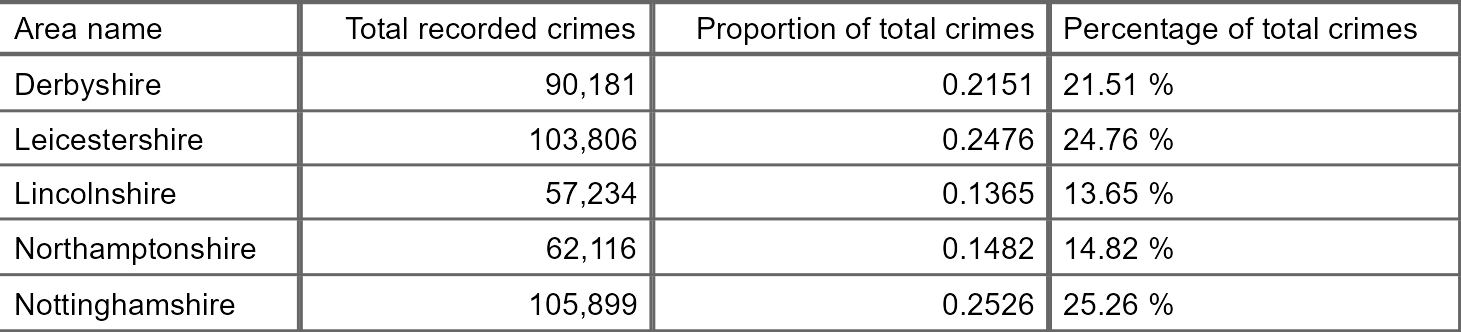 Area name Total recorded crimes Proportion of total crimes Percentage of total crimes
Derbyshire 90,181 0.2151 21.51 %
Leicestershire 103,806 0.2476 24.76 %
Lincolnshire 57,234 0.1365 13.65 %
Northamptonshire 62,116 0.1482 14.82 %
Nottinghamshire 105,899 0.2526 25.26 %